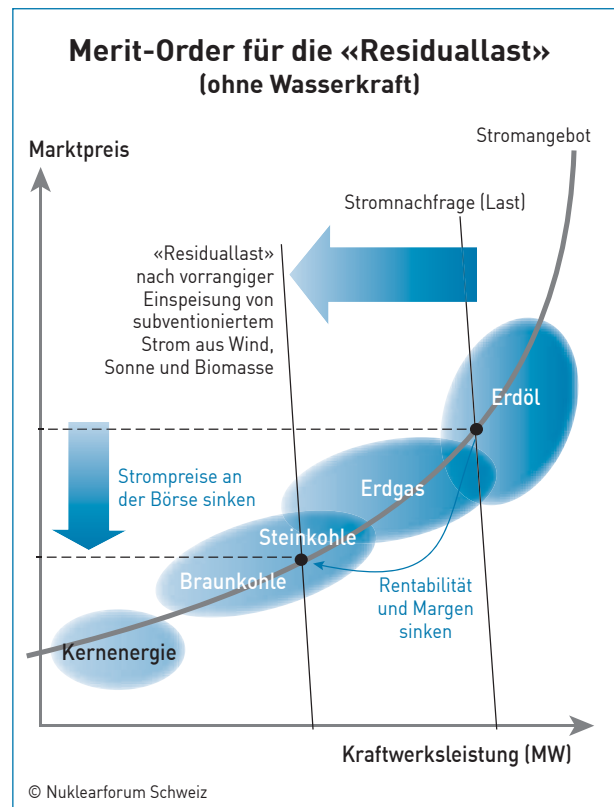 Merit-Order für die «Residuallast»
(ohne Wasserkraft)
Stromangebot
Marktpreis
Stromnachfrage (Last)
«Residuallast»
nach vorrangiger
Einspeisung von
subventioniertem
Strom aus Wind,
Sonne und Biomasse
Erdöl
Strompreise an
der Börse sinken
Erdgas
Steinkohle
Braunkohle
Rentabilität
und Margen
sinken
Kernenergie
Kraftwerksleistung (MW)
© Nuklearforum Schweiz